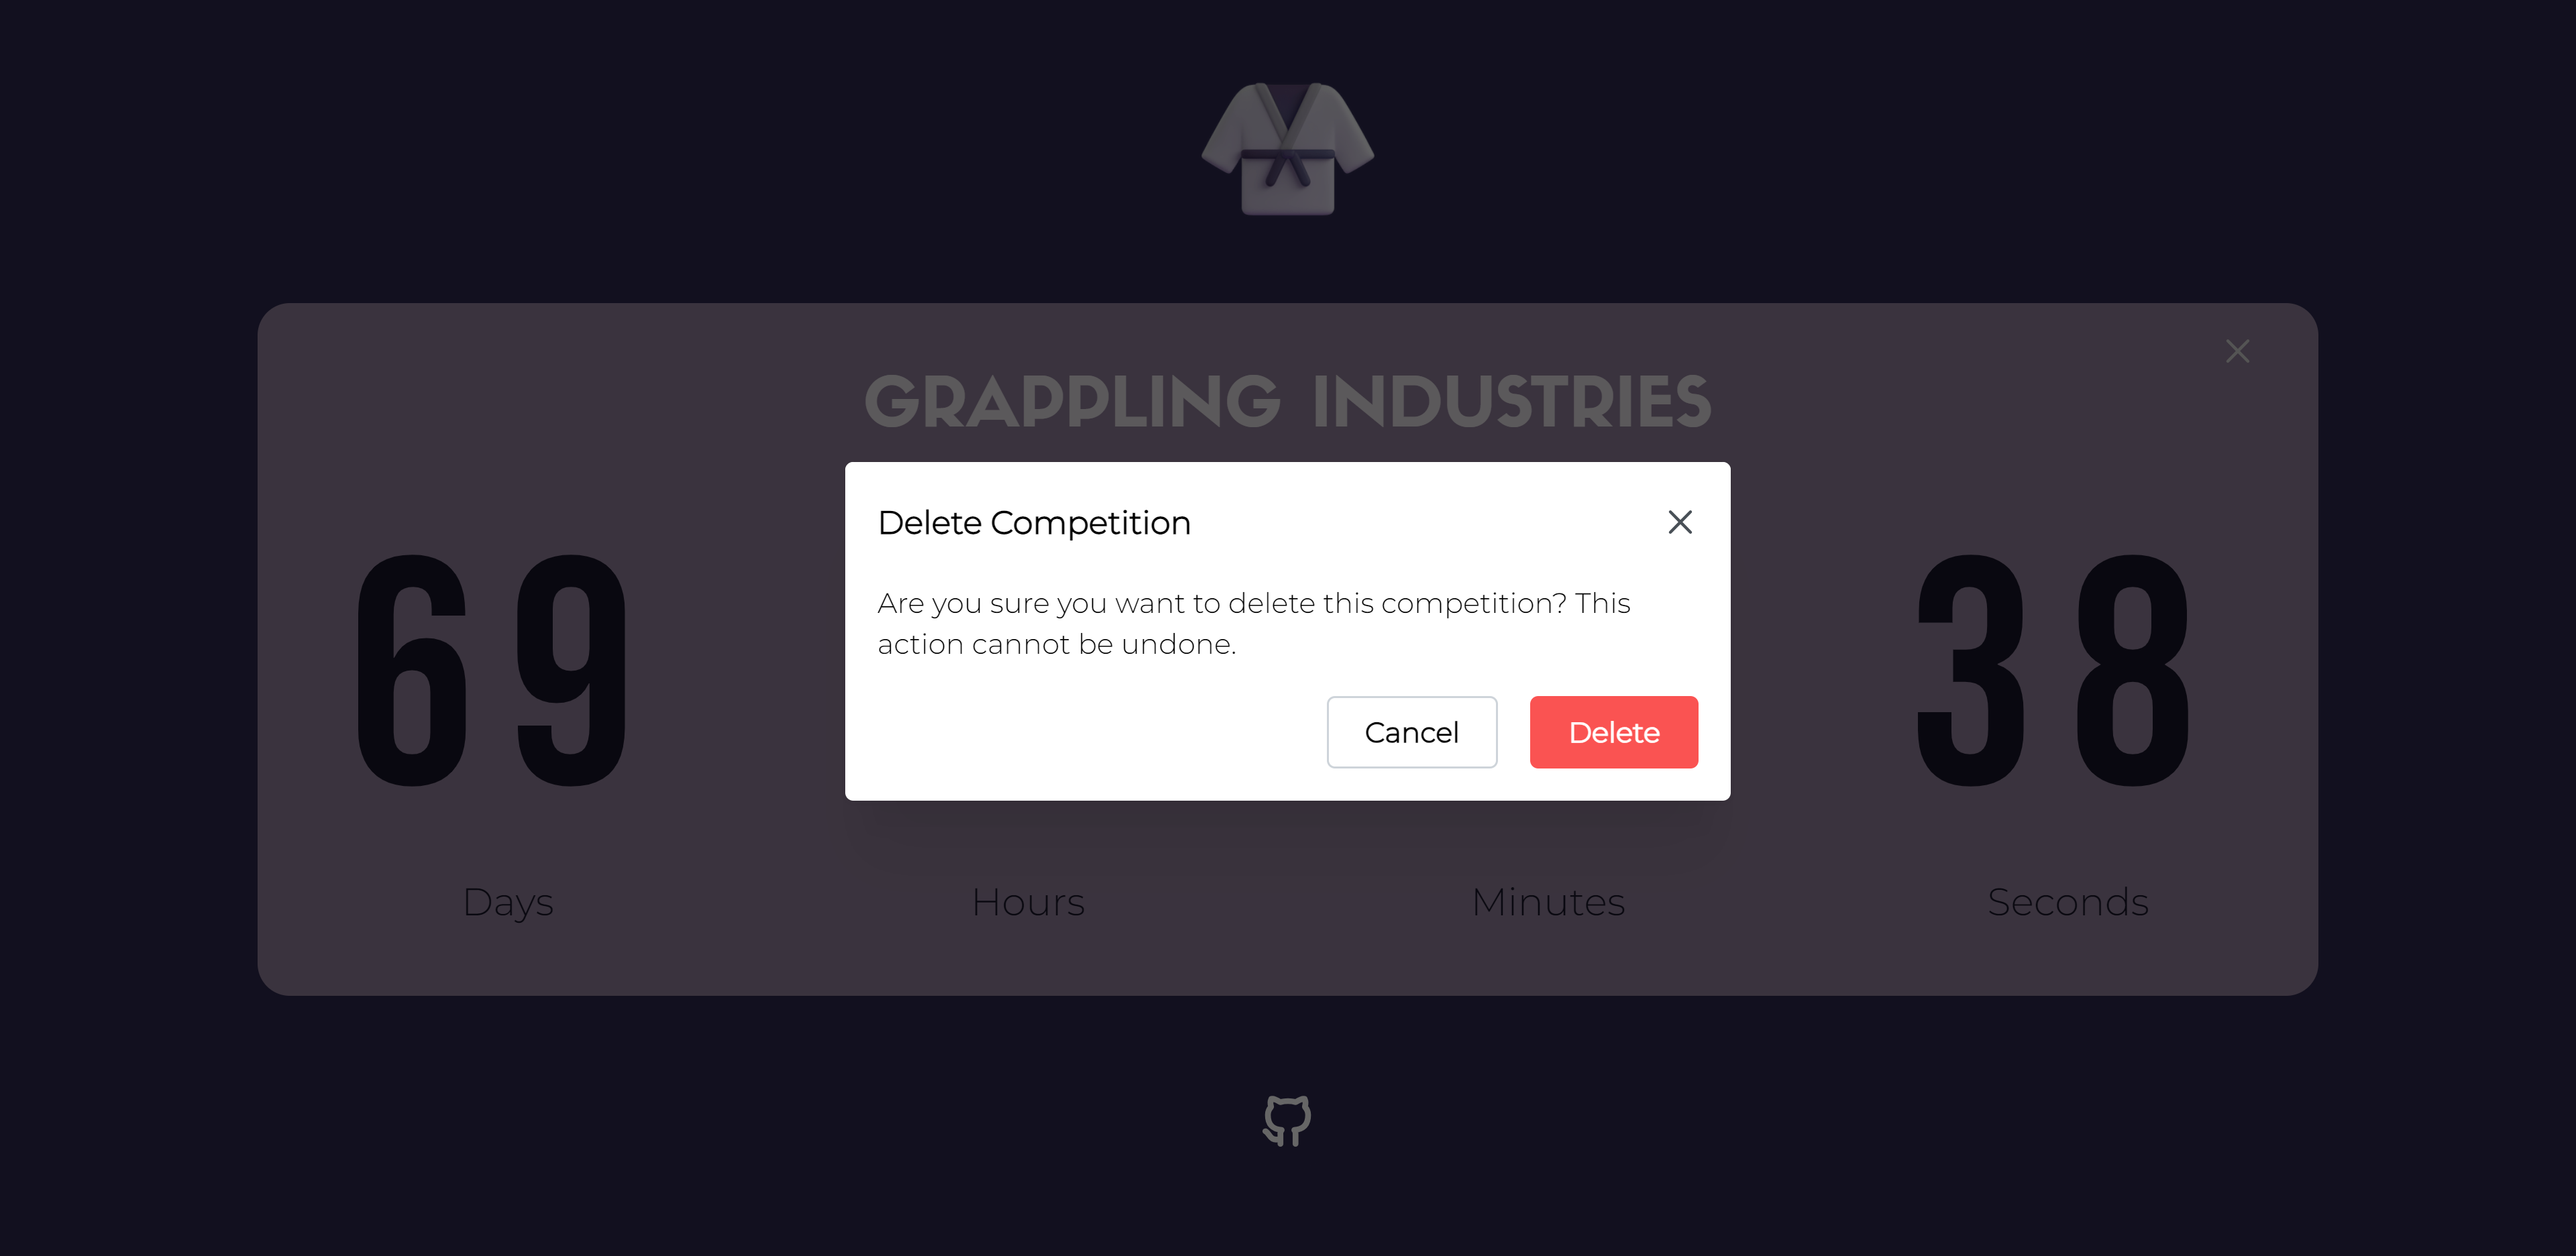 GRAPPLING INDUSTRIES
Delete Competition
Are you sure you want to delete this competition? This
action cannot be undone.
Cancel Delete
69 38
Days Hours Minutes Seconds